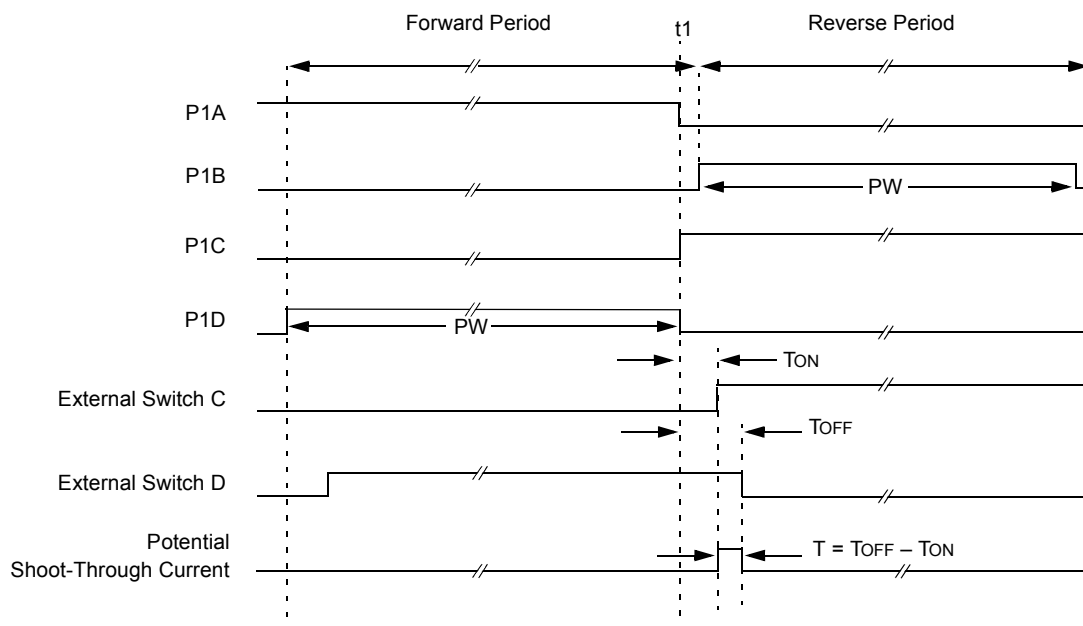 Forward Period
t1
Reverse Period
P1A
P1B
PW
P1C
P1D
PW
TON
External Switch C
TOFF
External Switch D
Potential
Shoot-Through Current
T = TOFF – TON